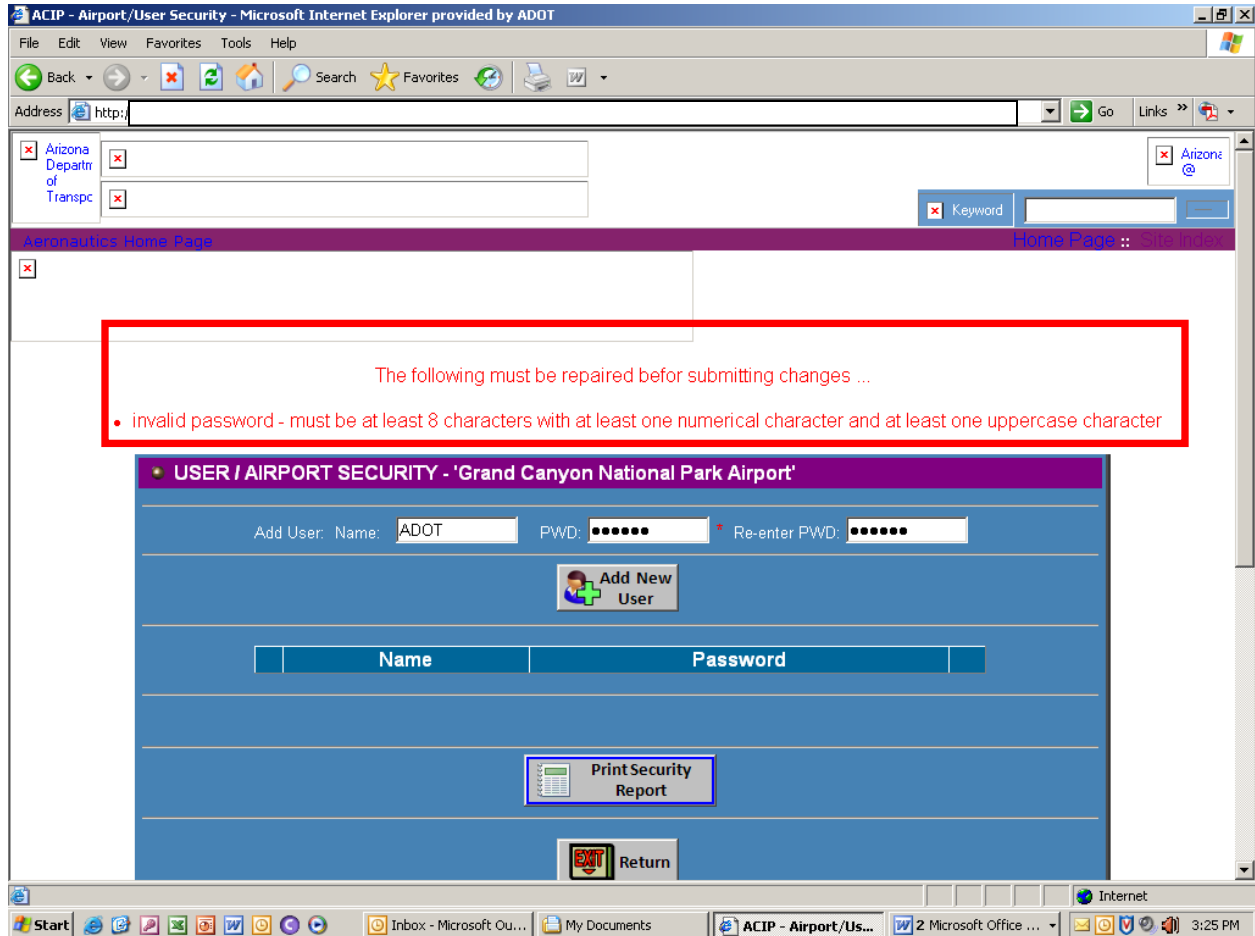 ACIP - Airport/User Security - Microsoft Internet Explorer provided by ADOT
File Edit View Favorites Tools Help
Back Search Favorites
Address http:/ Go Links »
Arizona
Departm
of
Transpc
Arizona
@
Keyword
Aeronautics Home Page Home Page :: Site Index
The following must be repaired befor submitting changes ...
• invalid password - must be at least 8 characters with at least one numerical character and at least one uppercase character
USER / AIRPORT SECURITY - 'Grand Canyon National Park Airport'
Add User: Name: ADOT PWD: ●●●●●● * Re-enter PWD: ●●●●●●
Add New
User
Name Password
Print Security
Report
EXIT Return
Internet
Start Inbox - Microsoft Ou... My Documents ACIP - Airport/Us... 2 Microsoft Office ... 3:25 PM